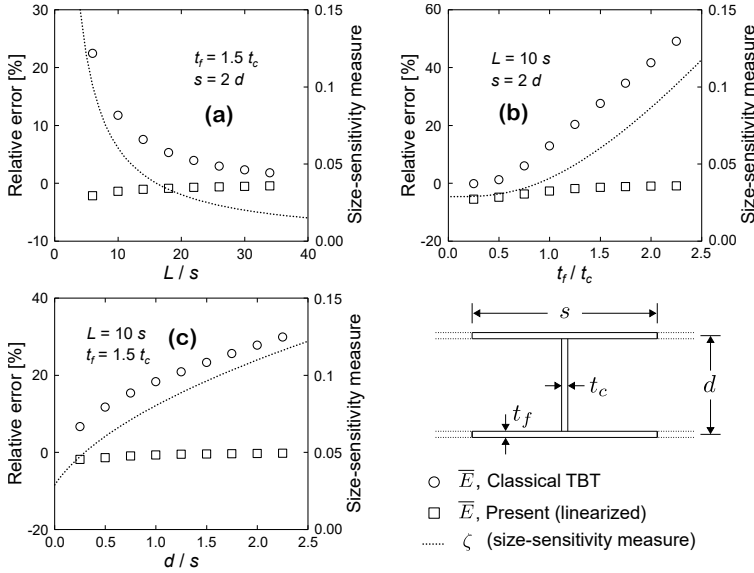 30
20
10
0
-10
Relative error [%]
0.15
0.10
0.05
0.00
Size-sensitivity measure
t_f = 1.5 t_c
s = 2 d
(a)
0 10 20 30 40
L / s
60
40
20
0
-20
Relative error [%]
0.15
0.10
0.05
0.00
Size-sensitivity measure
L = 10 s
s = 2 d
(b)
0.0 0.5 1.0 1.5 2.0 2.5
t_f / t_c
40
20
0
-20
Relative error [%]
0.15
0.10
0.05
0.00
Size-sensitivity measure
L = 10 s
t_f = 1.5 t_c
(c)
0.0 0.5 1.0 1.5 2.0 2.5
d / s
s
t_c
d
t_f
E̅, Classical TBT
E̅, Present (linearized)
ζ (size-sensitivity measure)